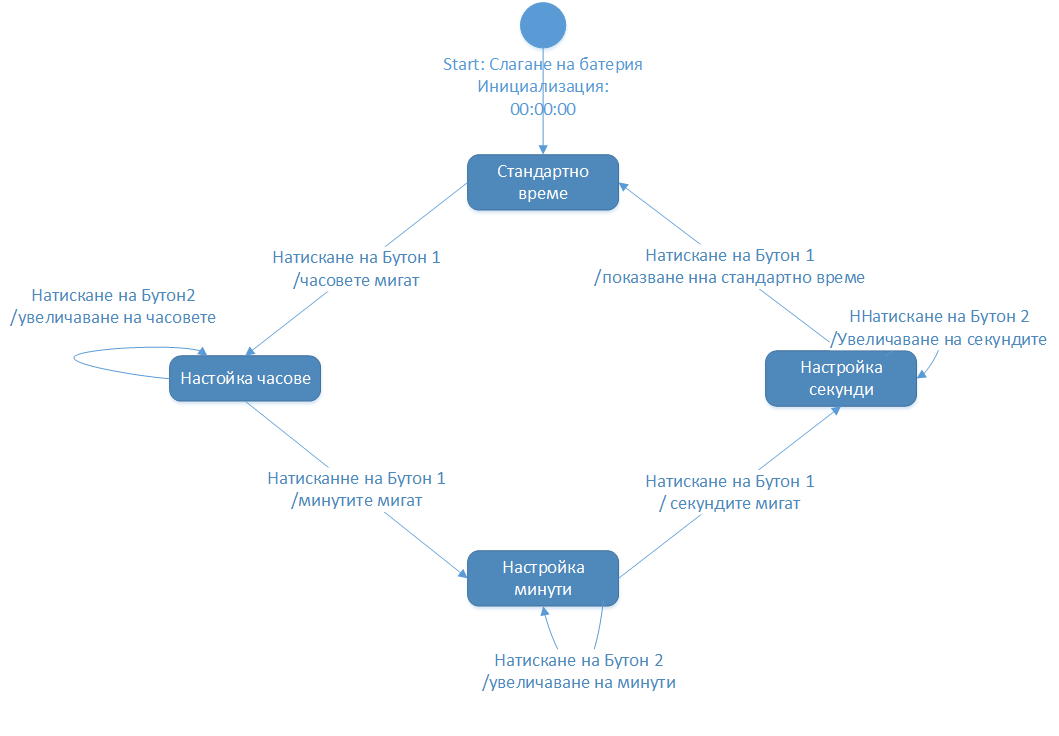 Start: Слагане на батерия
Инициализация:
00:00:00
Стандартно
време
Натискане на Бутон 1
/часовете мигат
Натискане на Бутон 1
/показване нна стандартно време
Натискане на Бутон2
/увеличаване на часовете
ННатискане на Бутон 2
/Увеличаване на секундите
Настойка часове
Настройка
секунди
Натисканне на Бутон 1
/минутите мигат
Натискане на Бутон 1
/ секундите мигат
Настройка
минути
Натискане на Бутон 2
/увеличаване на минути